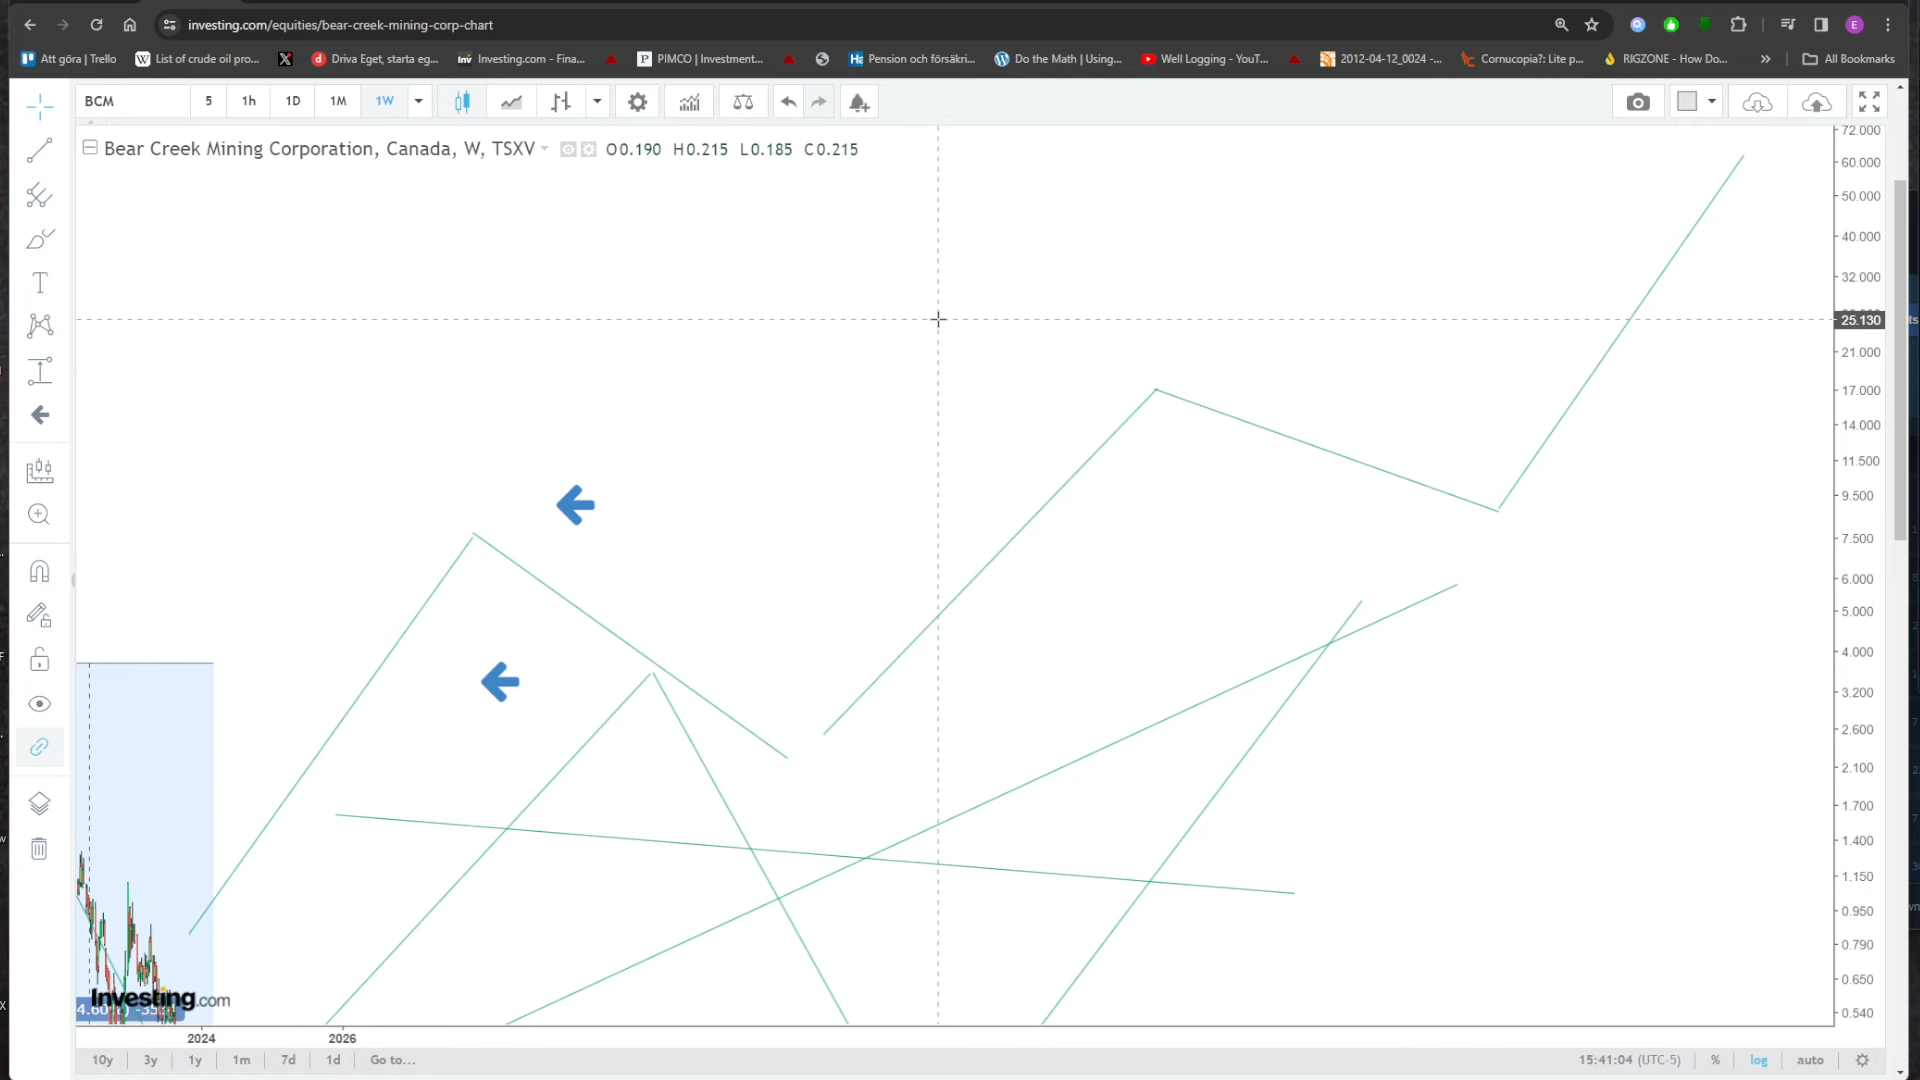 investing.com/equities/bear-creek-mining-corp-chart
E
Att göra | Trello
List of crude oil pro...
Driva Eget, starta eg...
Investing.com - Fina...
PIMCO | Investment...
Pension och försäkri...
Do the Math | Using...
Well Logging - YouT...
2012-04-12_0024 -...
Cornucopia?: Lite p...
RIGZONE - How Do...
All Bookmarks
BCM
5
1h
1D
1M
1W
Bear Creek Mining Corporation, Canada, W, TSXV
O0.190 H0.215 L0.185 C0.215
72.000
60.000
50.000
40.000
32.000
25.130
21.000
17.000
14.000
11.500
9.500
7.500
6.000
5.000
4.000
3.200
2.600
2.100
1.700
1.400
1.150
0.950
0.790
0.650
0.540
Investing.com
2024
2026
10y
3y
1y
1m
7d
1d
Go to...
15:41:04 (UTC-5)
%
log
auto